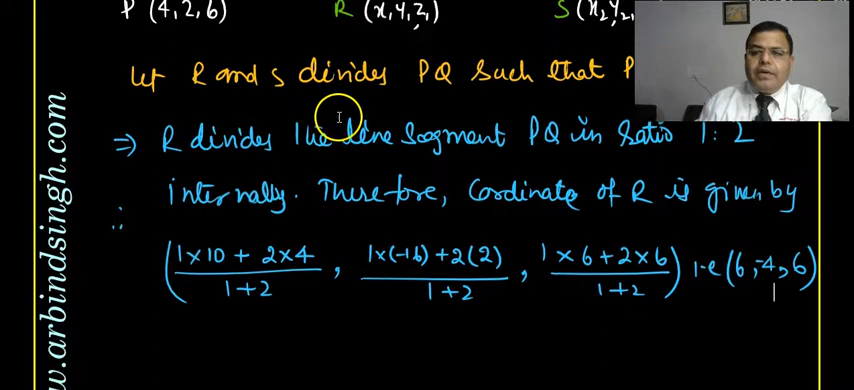 P (4,2,6) R (x,y,z,) S (x2 y2,
Let R and S divides PQ Such that P
⇒ R divides the line Segment PQ in ratio 1:2
internally. Therefore, Cordinate of R is given by
∴
(1×10 + 2×4 / 1+2 , 1×(-16) + 2(2) / 1+2 , 1×6 + 2×6 / 1+2) i.e (6,-4,6)
w.arbindsingh.com